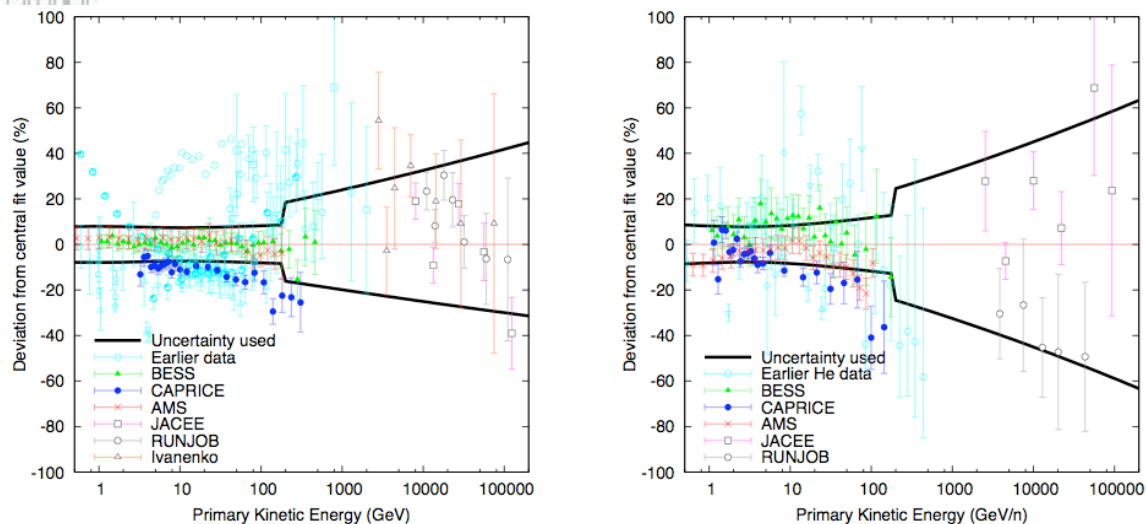 100
80
60
40
20
0
-20
-40
-60
-80
-100
Deviation from central fit value (%)
Uncertainty used
Earlier data
BESS
CAPRICE
AMS
JACEE
RUNJOB
Ivanenko
1 10 100 1000 10000 100000
Primary Kinetic Energy (GeV)
100
80
60
40
20
0
-20
-40
-60
-80
-100
Deviation from central fit value (%)
Uncertainty used
Earlier He data
BESS
CAPRICE
AMS
JACEE
RUNJOB
1 10 100 1000 10000 100000
Primary Kinetic Energy (GeV/n)